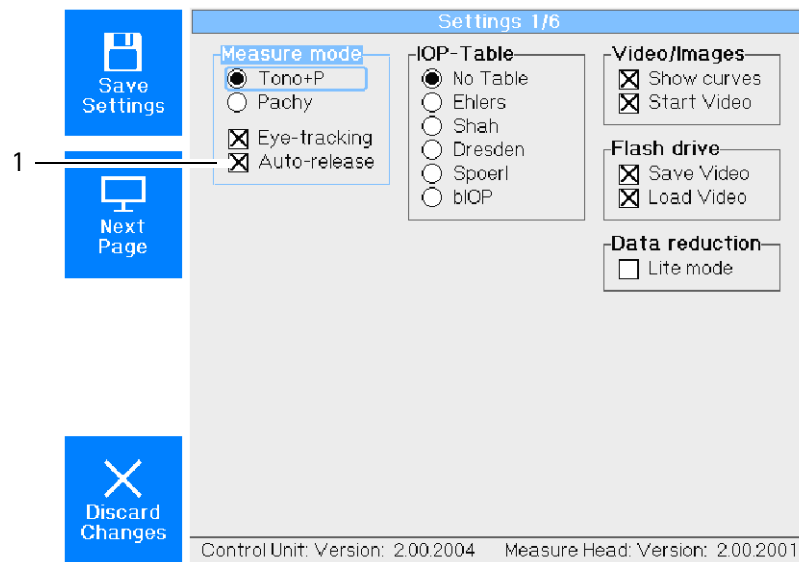 Settings 1/6
Save
Settings
Next
Page
Discard
Changes
1
Measure mode
Tono+P
Pachy
Eye-tracking
Auto-release
IOP-Table
No Table
Ehlers
Shah
Dresden
Spoerl
bIOP
Video/Images
Show curves
Start Video
Flash drive
Save Video
Load Video
Data reduction
Lite mode
Control Unit: Version: 2.00.2004 Measure Head: Version: 2.00.2001